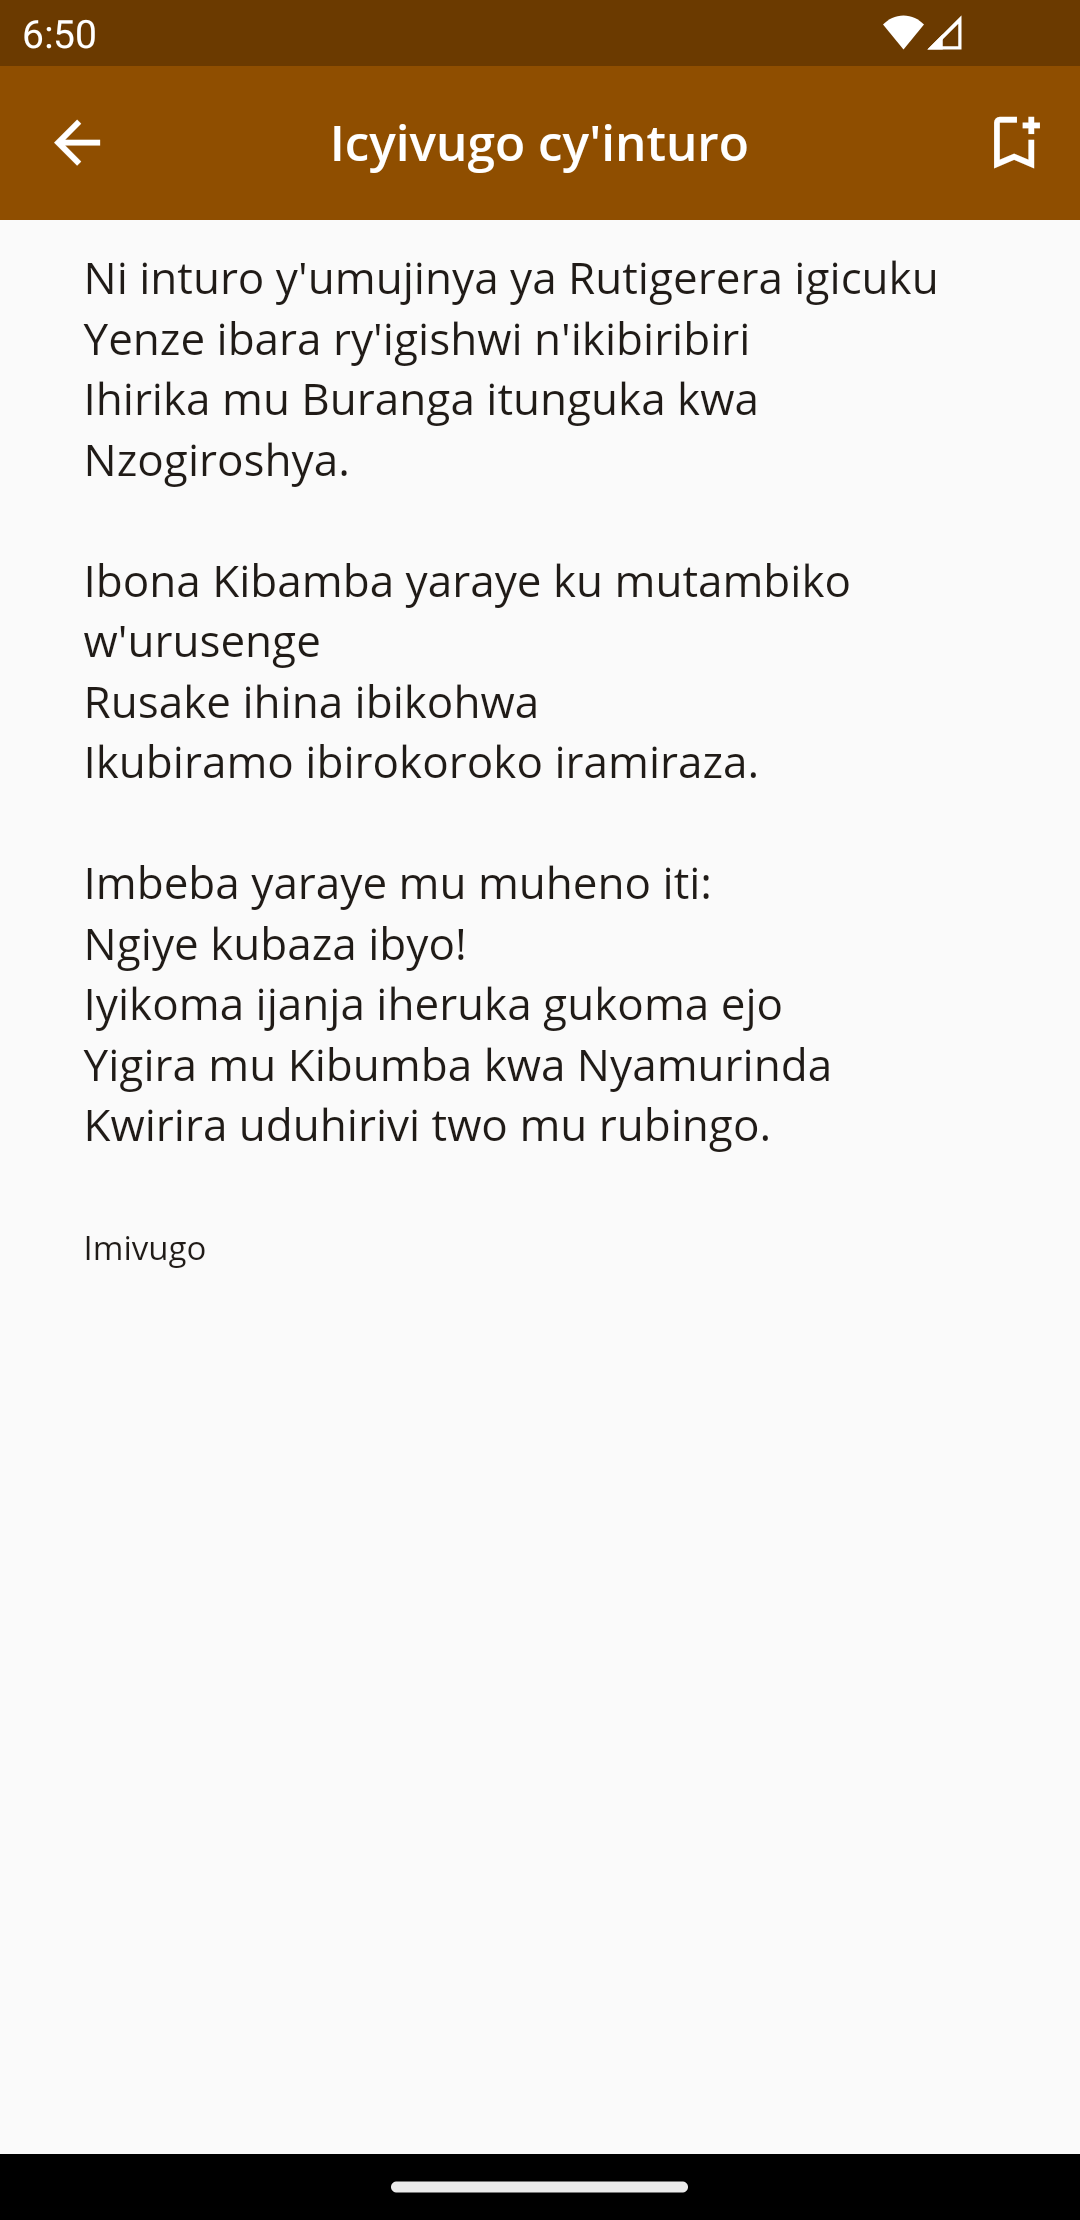 6:50
Icyivugo cy'inturo
Ni inturo y'umujinya ya Rutigerera igicuku
Yenze ibara ry'igishwi n'ikibiribiri
Ihirika mu Buranga itunguka kwa
Nzogiroshya.
Ibona Kibamba yaraye ku mutambiko
w'urusenge
Rusake ihina ibikohwa
Ikubiramo ibirokoroko iramiraza.
Imbeba yaraye mu muheno iti:
Ngiye kubaza ibyo!
Iyikoma ijanja iheruka gukoma ejo
Yigira mu Kibumba kwa Nyamurinda
Kwirira uduhirivi two mu rubingo.
Imivugo